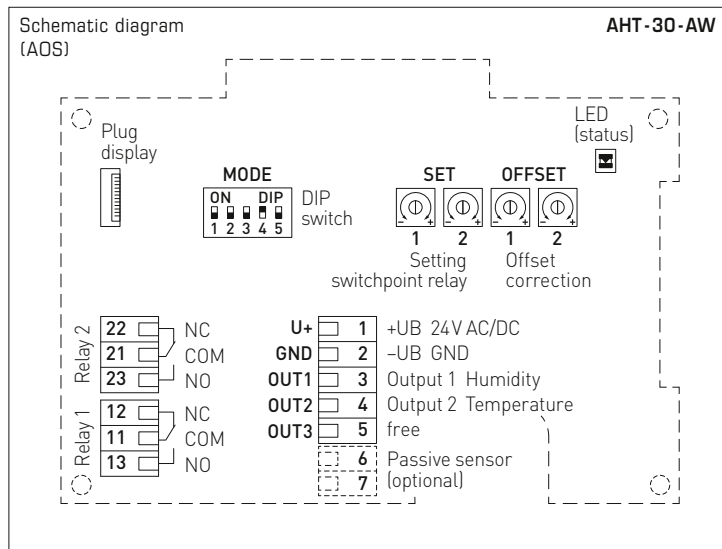 Schematic diagram
(AOS)
AHT-30-AW
Plug
display
LED
(status)
MODE
ON DIP
1 2 3 4 5
DIP
switch
SET
OFFSET
- + - + - + - +
1 2 1 2
Setting
switchpoint relay
Offset
correction
Relay 2
22 NC
21 COM
23 NO
Relay 1
12 NC
11 COM
13 NO
U+ 1 +UB 24V AC/DC
GND 2 –UB GND
OUT1 3 Output 1 Humidity
OUT2 4 Output 2 Temperature
OUT3 5 free
6 Passive sensor
7 (optional)